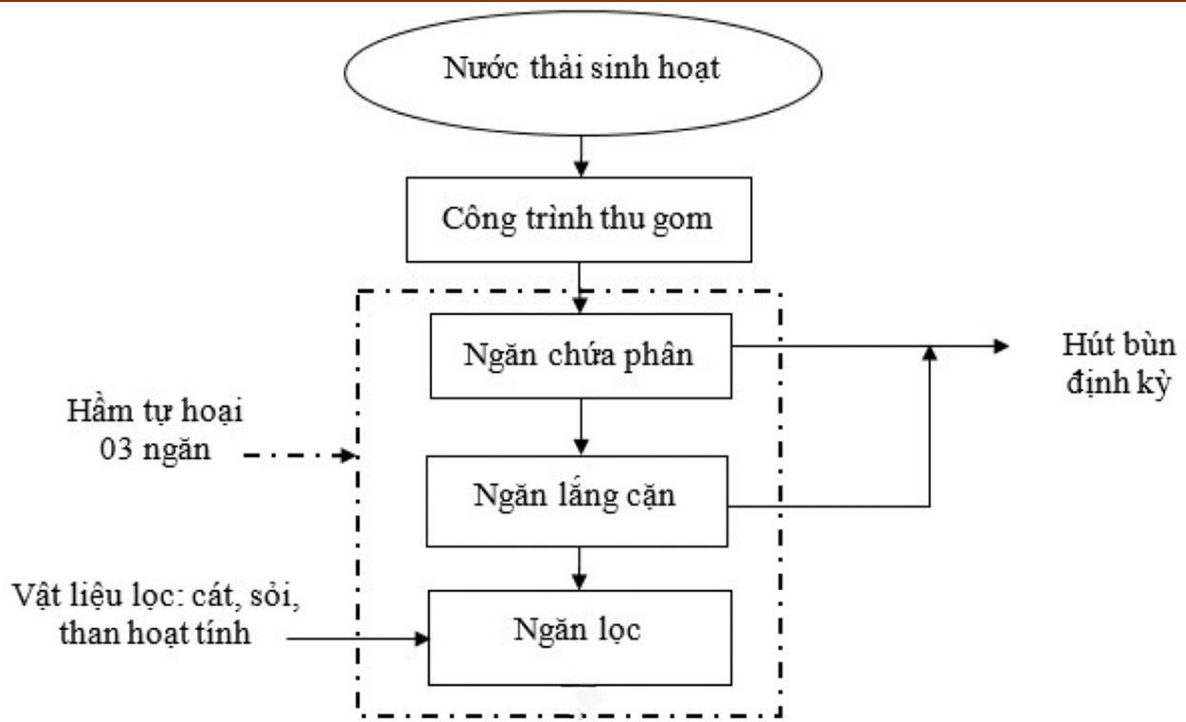 Nước thải sinh hoạt
Công trình thu gom
Ngăn chứa phân
Hút bùn
định kỳ
Hầm tự hoại
03 ngăn
Ngăn lắng cặn
Vật liệu lọc: cát, sỏi,
than hoạt tính
Ngăn lọc